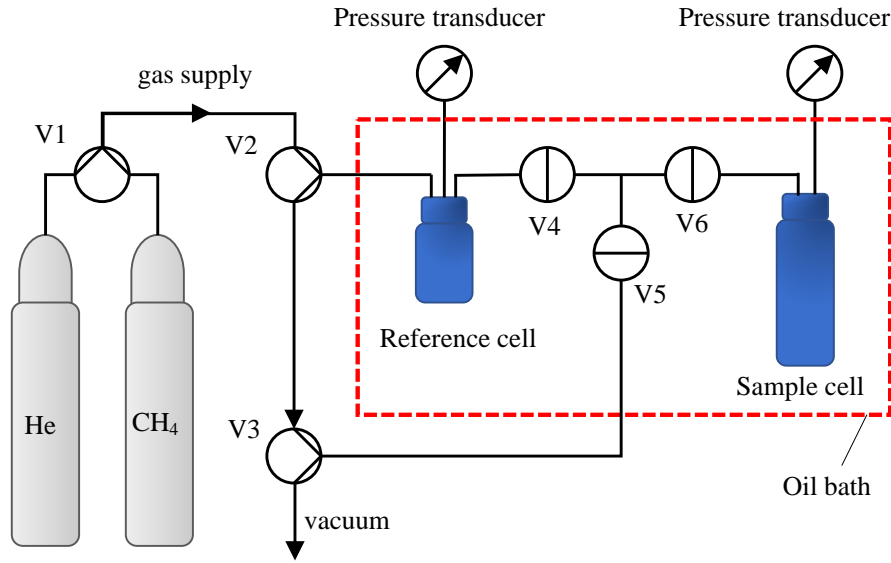 Pressure transducer
Pressure transducer
gas supply
V1
V2
V4
V6
V5
Reference cell
Sample cell
He
CH₄
V3
Oil bath
vacuum